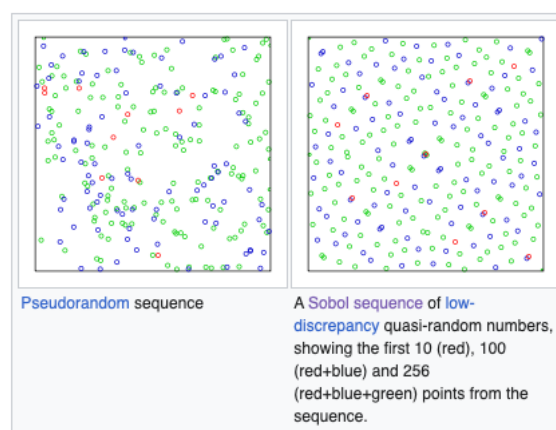 Pseudorandom sequence
A Sobol sequence of low-
discrepancy quasi-random numbers,
showing the first 10 (red), 100
(red+blue) and 256
(red+blue+green) points from the
sequence.